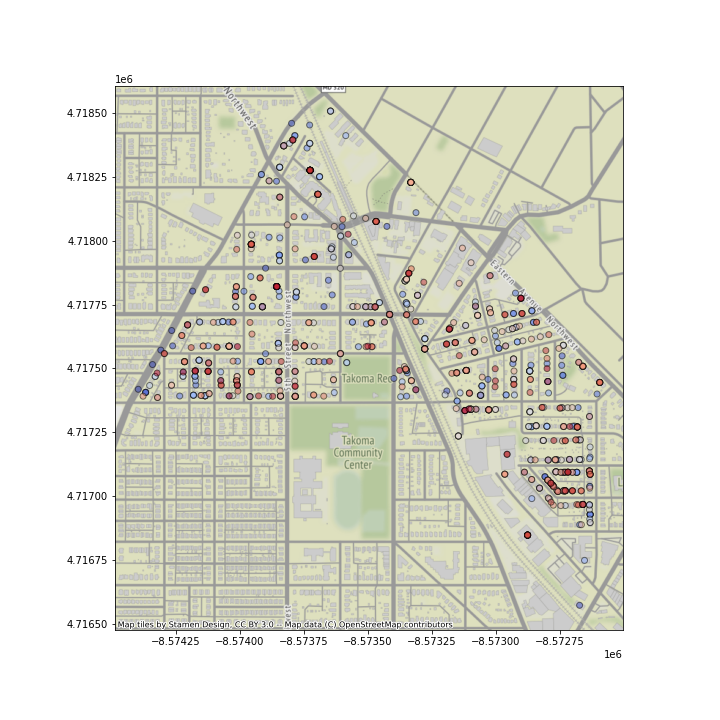 1e6
MD 320
Northwest
4.71850
4.71825
4.71800
4.71775
4.71750
4.71725
4.71700
4.71675
4.71650
Eastern Avenue Northwest
5th Street Northwest
Takoma Rec
Takoma
Community
Center
Map tiles by Stamen Design, CC BY 3.0 -- Map data (C) OpenStreetMap contributors
−8.57425 −8.57400 −8.57375 −8.57350 −8.57325 −8.57300 −8.57275
1e6